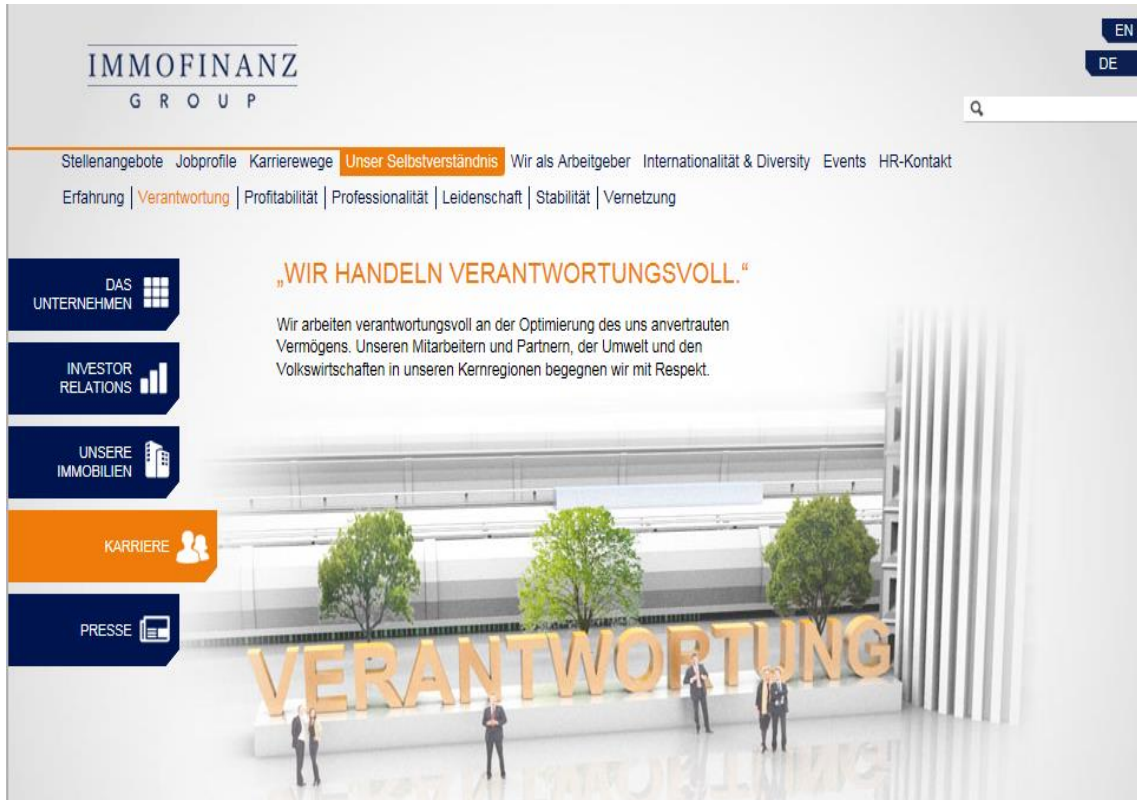 EN
DE
IMMOFINANZ
GROUP
Stellenangebote Jobprofile Karrierewege Unser Selbstverständnis Wir als Arbeitgeber Internationalität & Diversity Events HR-Kontakt
Erfahrung | Verantwortung | Profitabilität | Professionalität | Leidenschaft | Stabilität | Vernetzung
DAS
UNTERNEHMEN
INVESTOR
RELATIONS
UNSERE
IMMOBILIEN
KARRIERE
PRESSE
„WIR HANDELN VERANTWORTUNGSVOLL.“
Wir arbeiten verantwortungsvoll an der Optimierung des uns anvertrauten
Vermögens. Unseren Mitarbeitern und Partnern, der Umwelt und den
Volkswirtschaften in unseren Kernregionen begegnen wir mit Respekt.
VERANTWORTUNG